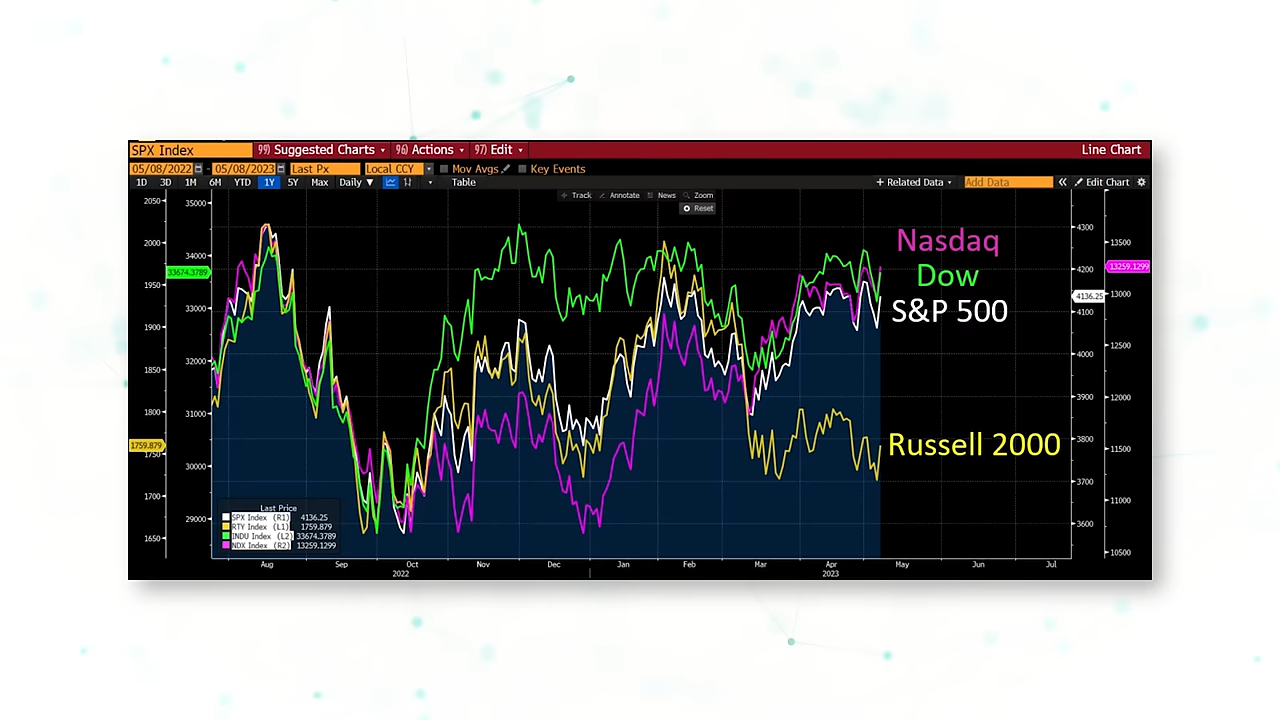 SPX Index 99) Suggested Charts 96) Actions 97) Edit Line Chart
05/08/2022 - 05/08/2023 Last Px Local CCY Mov Avgs Key Events
1D 3D 1M 6M YTD 1Y 5Y Max Daily ▼ Table + Related Data Add Data « Edit Chart
Track Annotate News Zoom
Reset
2050
2000
1950
1900
1850
1800
1759.879
1750
1700
1650
35000
34000
33674.3789
33000
32000
31000
30000
29000
Nasdaq
Dow
S&P 500
Russell 2000
4300
4200
4136.25
4100
4000
3900
3800
3700
3600
13500
13259.1299
13000
12500
12000
11500
11000
10500
Last Price
SPX Index (R1) 4136.25
RTY Index (L1) 1759.879
INDU Index (L2) 33674.3789
NDX Index (R2) 13259.1299
Aug Sep Oct Nov Dec Jan Feb Mar Apr May Jun Jul
2022 2023